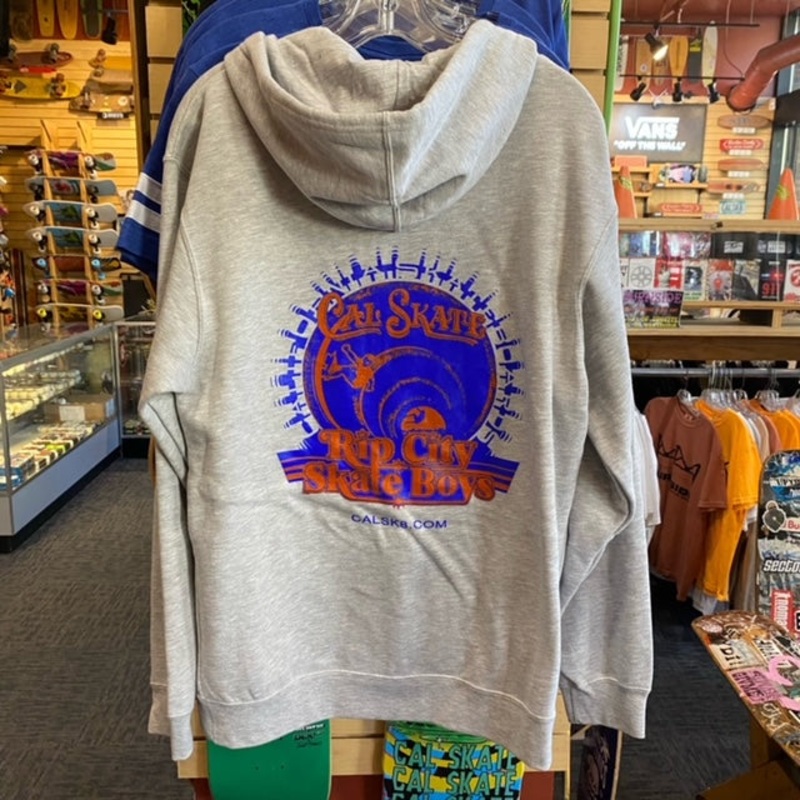 VANS
"OFF THE WALL"
CAL SKATE
RIP CITY
SKATE BOYS
CALSK8.COM
CAL SKATE
CAL SKATE